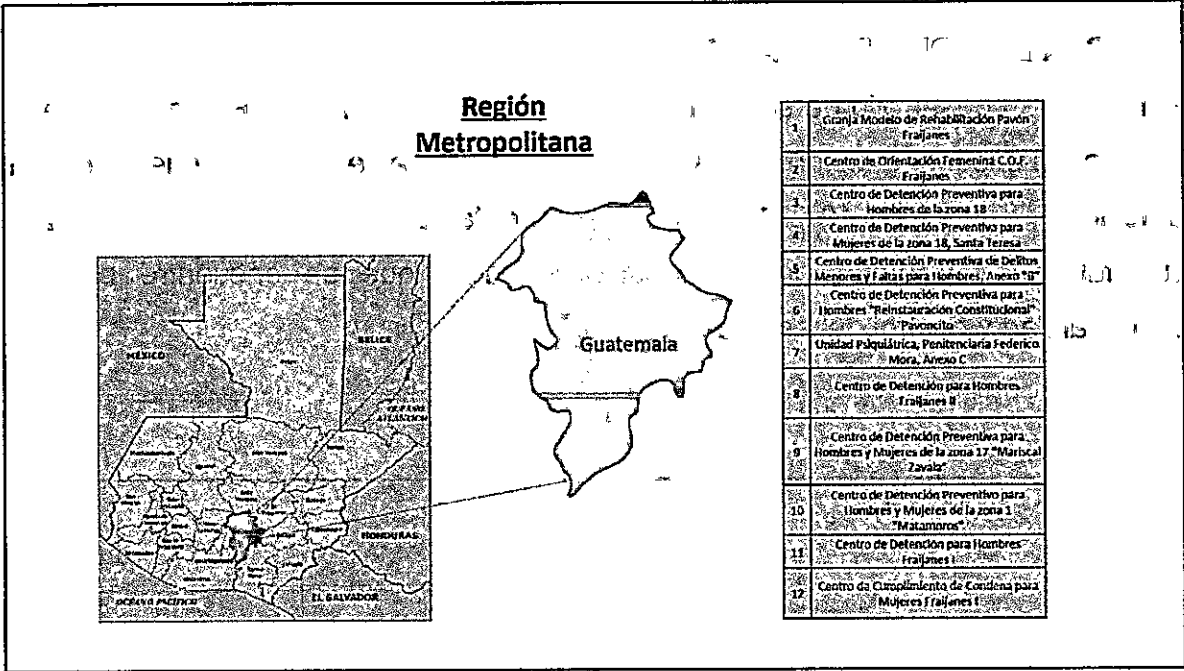 Región
Metropolitana
1 Granja Modelo de Rehabilitación Pavón
Fraijanes
2 Centro de Orientación Femenina C.O.F.
Fraijanes
3 Centro de Detención Preventiva para
Hombres de la zona 18
4 Centro de Detención Preventiva para
Mujeres de la zona 18, Santa Teresa
5 Centro de Detención Preventiva de Delitos
Menores y Faltas para Hombres, Anexo "B"
6 Centro de Detención Preventiva para
Hombres "Reinstauración Constitucional"
Pavoncito
7 Unidad Psiquiátrica, Penitenciaria Federico
Mora, Anexo C
8 Centro de Detención para Hombres
Fraijanes II
9 Centro de Detención Preventiva para
Hombres y Mujeres de la zona 17 "Mariscal
Zavala"
10 Centro de Detención Preventivo para
Hombres y Mujeres de la zona 1
"Matamoros"
11 Centro de Detención para Hombres
Fraijanes I
12 Centro de Cumplimiento de Condena para
Mujeres Fraijanes I
Guatemala
MÉXICO
BELICE
OCÉANO
ATLÁNTICO
HONDURAS
EL SALVADOR
OCÉANO PACÍFICO